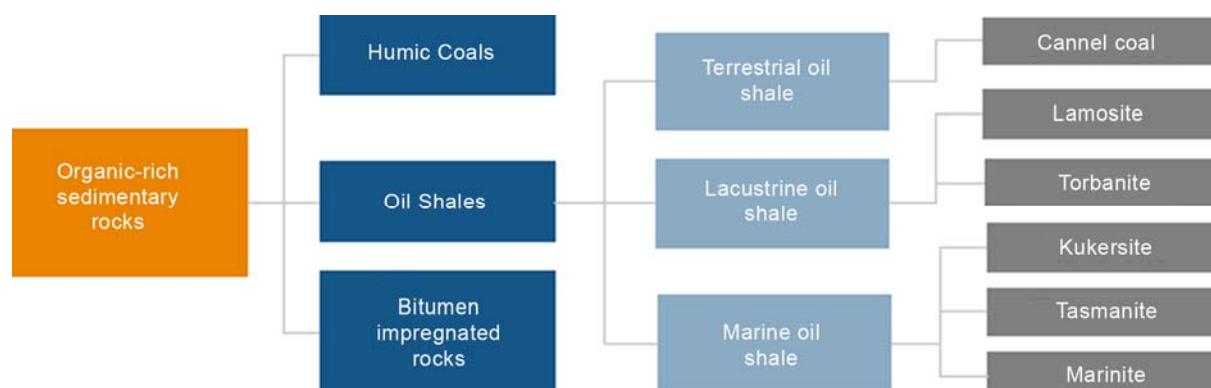 Organic-rich
sedimentary
rocks
Humic Coals
Oil Shales
Bitumen
impregnated
rocks
Terrestrial oil
shale
Lacustrine oil
shale
Marine oil
shale
Cannel coal
Lamosite
Torbanite
Kukersite
Tasmanite
Marinite